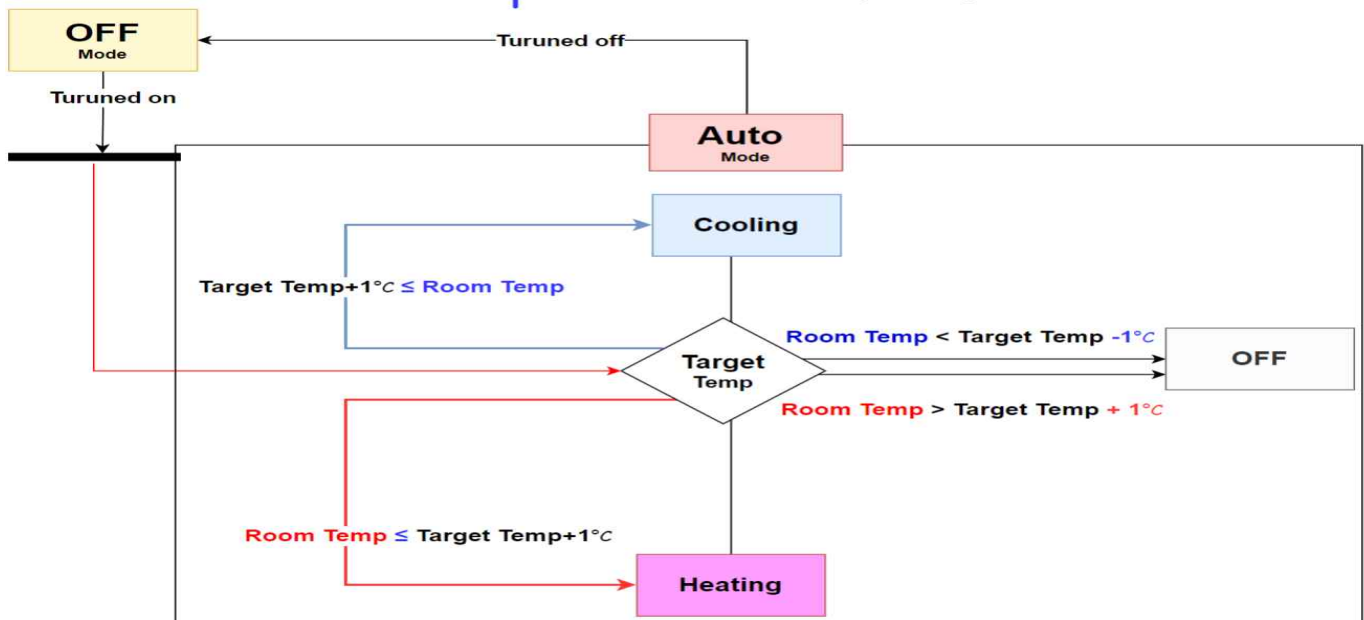 OFF
Mode
Turuned off
Turuned on
Auto
Mode
Cooling
Target Temp+1°C ≤ Room Temp
Room Temp < Target Temp -1°C
Target
Temp
OFF
Room Temp > Target Temp + 1°C
Room Temp ≤ Target Temp+1°C
Heating